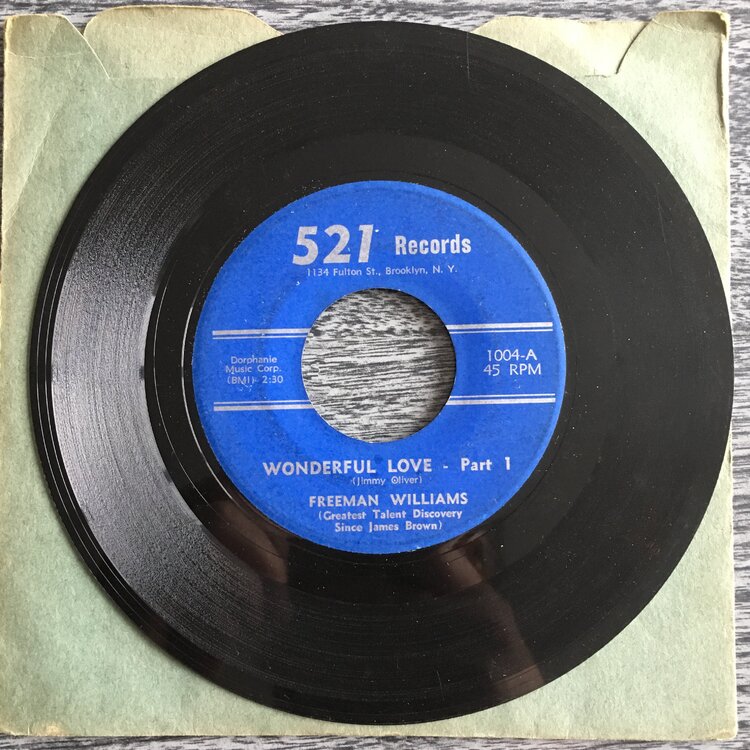 521 Records
1134 Fulton St., Brooklyn, N. Y.
Dorphanie
Music Corp.
(BMI) 2:30
1004-A
45 RPM
WONDERFUL LOVE - Part 1
(Jimmy Oliver)
FREEMAN WILLIAMS
(Greatest Talent Discovery
Since James Brown)